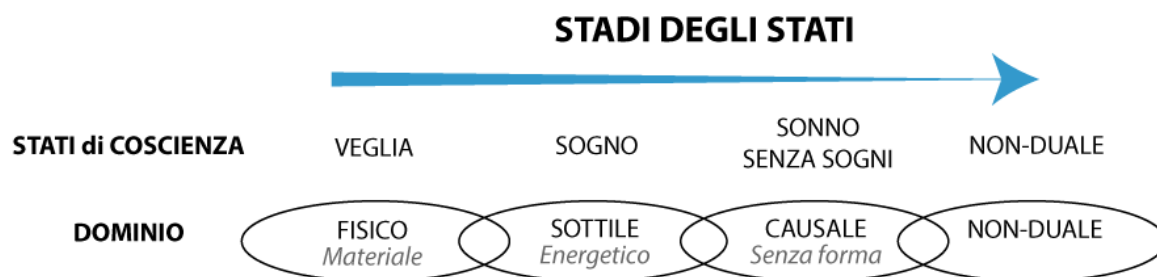 STADI DEGLI STATI
STATI di COSCIENZA VEGLIA SOGNO SONNO SENZA SOGNI NON-DUALE
DOMINIO FISICO SOTTILE CAUSALE NON-DUALE
Materiale Energetico Senza forma